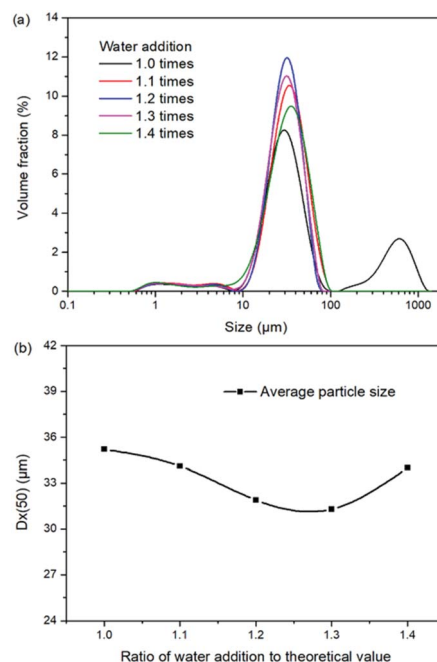 (a)
Water addition
1.0 times
1.1 times
1.2 times
1.3 times
1.4 times
Volume fraction (%)
14
12
10
8
6
4
2
0
0.1 1 10 100 1000
Size (μm)
(b)
Average particle size
Dx(50) (μm)
42
39
36
33
30
27
24
1.0 1.1 1.2 1.3 1.4
Ratio of water addition to theoretical value